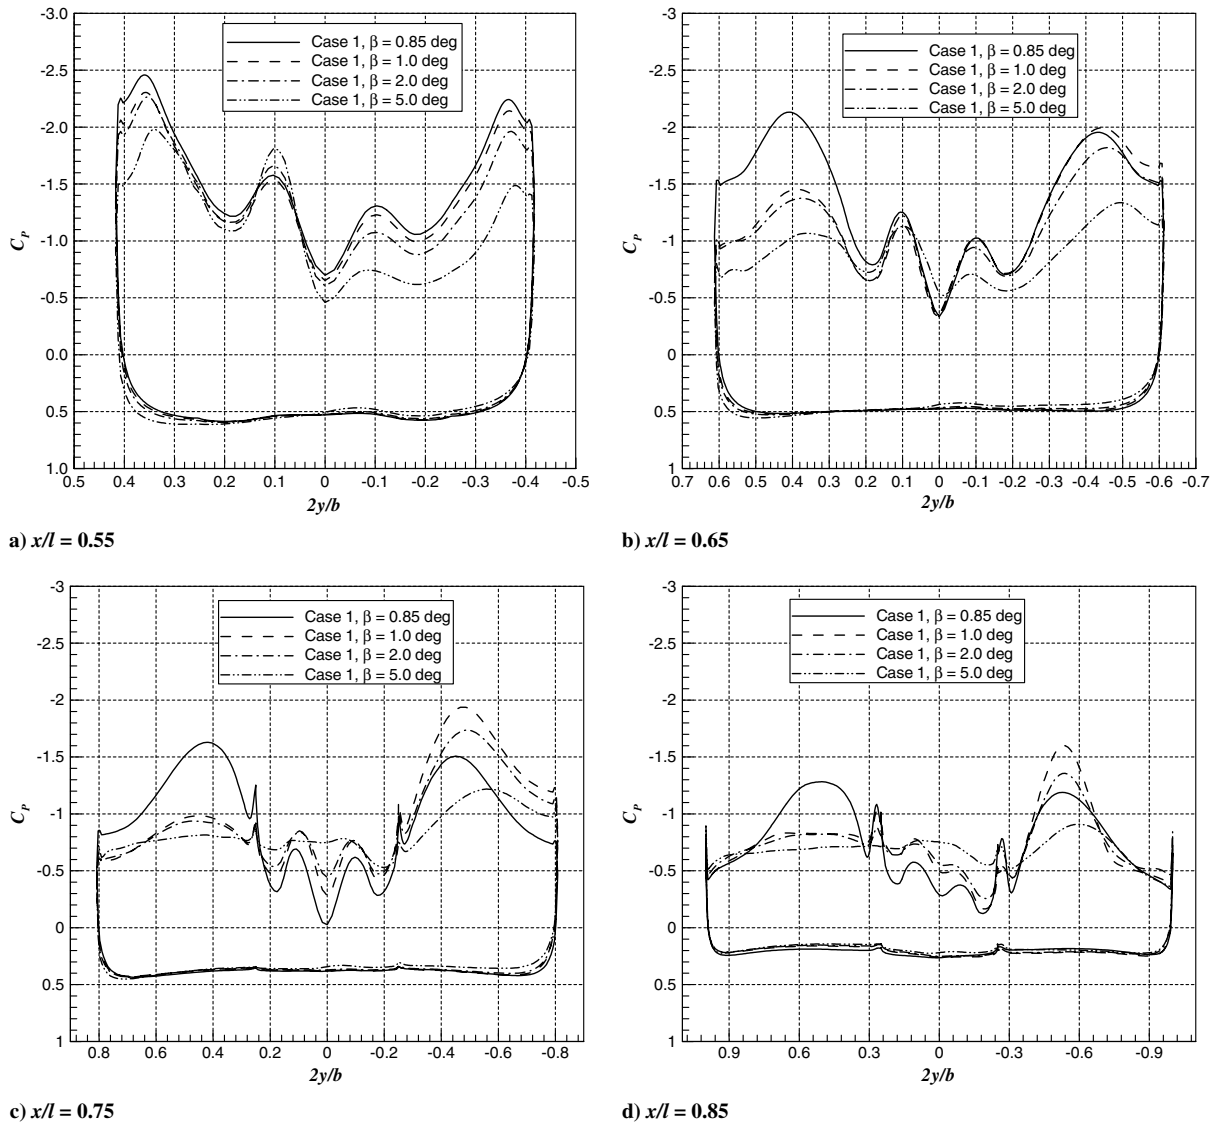 -3.0
-2.5
-2.0
-1.5
-1.0
-0.5
0.0
0.5
1.0
C_P
Case 1, β = 0.85 deg
Case 1, β = 1.0 deg
Case 1, β = 2.0 deg
Case 1, β = 5.0 deg
0.5 0.4 0.3 0.2 0.1 0 -0.1 -0.2 -0.3 -0.4 -0.5
2y/b
a) x/l = 0.55
-3
-2.5
-2
-1.5
-1
-0.5
0
0.5
1
C_P
Case 1, β = 0.85 deg
Case 1, β = 1.0 deg
Case 1, β = 2.0 deg
Case 1, β = 5.0 deg
0.7 0.6 0.5 0.4 0.3 0.2 0.1 0 -0.1 -0.2 -0.3 -0.4 -0.5 -0.6 -0.7
2y/b
b) x/l = 0.65
-3
-2.5
-2
-1.5
-1
-0.5
0
0.5
1
C_P
Case 1, β = 0.85 deg
Case 1, β = 1.0 deg
Case 1, β = 2.0 deg
Case 1, β = 5.0 deg
0.8 0.6 0.4 0.2 0 -0.2 -0.4 -0.6 -0.8
2y/b
c) x/l = 0.75
-3
-2.5
-2
-1.5
-1
-0.5
0
0.5
1
C_P
Case 1, β = 0.85 deg
Case 1, β = 1.0 deg
Case 1, β = 2.0 deg
Case 1, β = 5.0 deg
0.9 0.6 0.3 0 -0.3 -0.6 -0.9
2y/b
d) x/l = 0.85